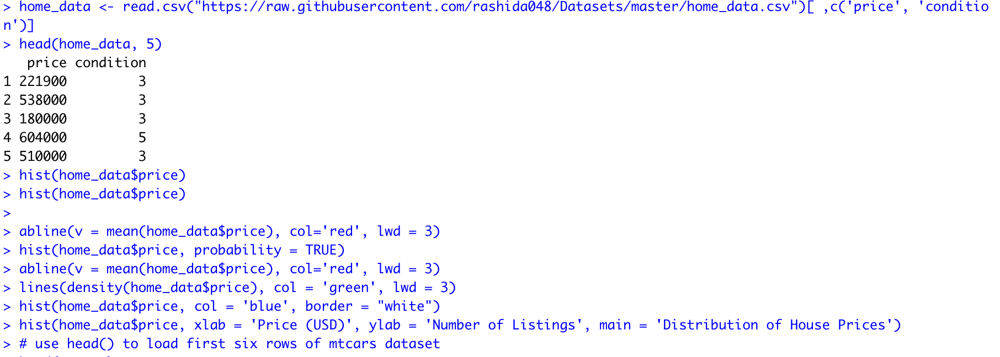 > home_data <- read.csv("https://raw.githubusercontent.com/rashida048/Datasets/master/home_data.csv")[ ,c('price', 'conditio
n')]
> head(home_data, 5)
   price condition
1 221900         3
2 538000         3
3 180000         3
4 604000         5
5 510000         3
> hist(home_data$price)
> hist(home_data$price)
>
> abline(v = mean(home_data$price), col='red', lwd = 3)
> hist(home_data$price, probability = TRUE)
> abline(v = mean(home_data$price), col='red', lwd = 3)
> lines(density(home_data$price), col = 'green', lwd = 3)
> hist(home_data$price, col = 'blue', border = "white")
> hist(home_data$price, xlab = 'Price (USD)', ylab = 'Number of Listings', main = 'Distribution of House Prices')
> # use head() to load first six rows of mtcars dataset